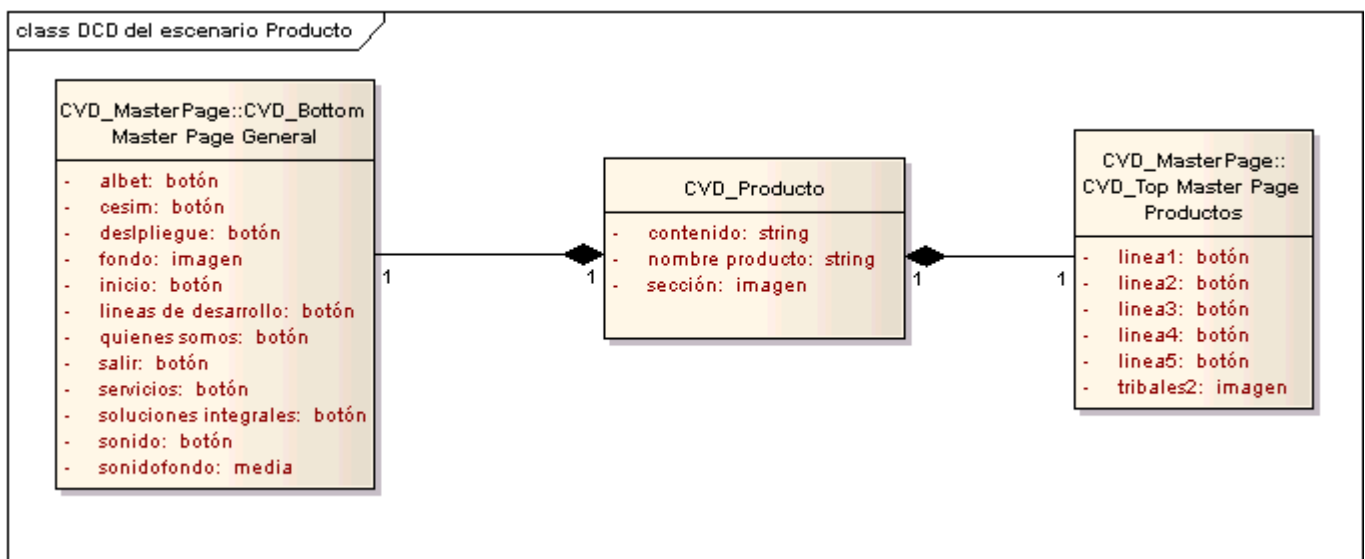 class DCD del escenario Producto
CVD_MasterPage::CVD_Bottom
Master Page General
- albet: botón
- cesim: botón
- deslpliegue: botón
- fondo: imagen
- inicio: botón
- lineas de desarrollo: botón
- quienes somos: botón
- salir: botón
- servicios: botón
- soluciones integrales: botón
- sonido: botón
- sonidofondo: media
1
1
CVD_Producto
- contenido: string
- nombre producto: string
- sección: imagen
1
1
CVD_MasterPage::
CVD_Top Master Page
Productos
- linea1: botón
- linea2: botón
- linea3: botón
- linea4: botón
- linea5: botón
- tribales2: imagen